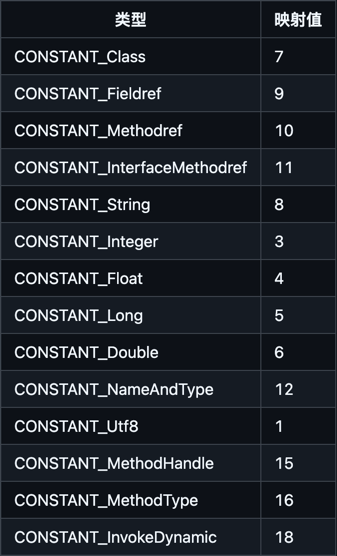 类型 映射值
CONSTANT_Class 7
CONSTANT_Fieldref 9
CONSTANT_Methodref 10
CONSTANT_InterfaceMethodref 11
CONSTANT_String 8
CONSTANT_Integer 3
CONSTANT_Float 4
CONSTANT_Long 5
CONSTANT_Double 6
CONSTANT_NameAndType 12
CONSTANT_Utf8 1
CONSTANT_MethodHandle 15
CONSTANT_MethodType 16
CONSTANT_InvokeDynamic 18